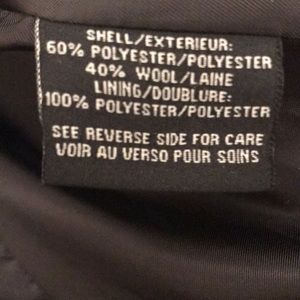 SHELL/EXTERIEUR:
60% POLYESTER/POLYESTER
40% WOOL/LAINE
LINING/DOUBLURE:
100% POLYESTER/POLYESTER
SEE REVERSE SIDE FOR CARE
VOIR AU VERSO POUR SOINS